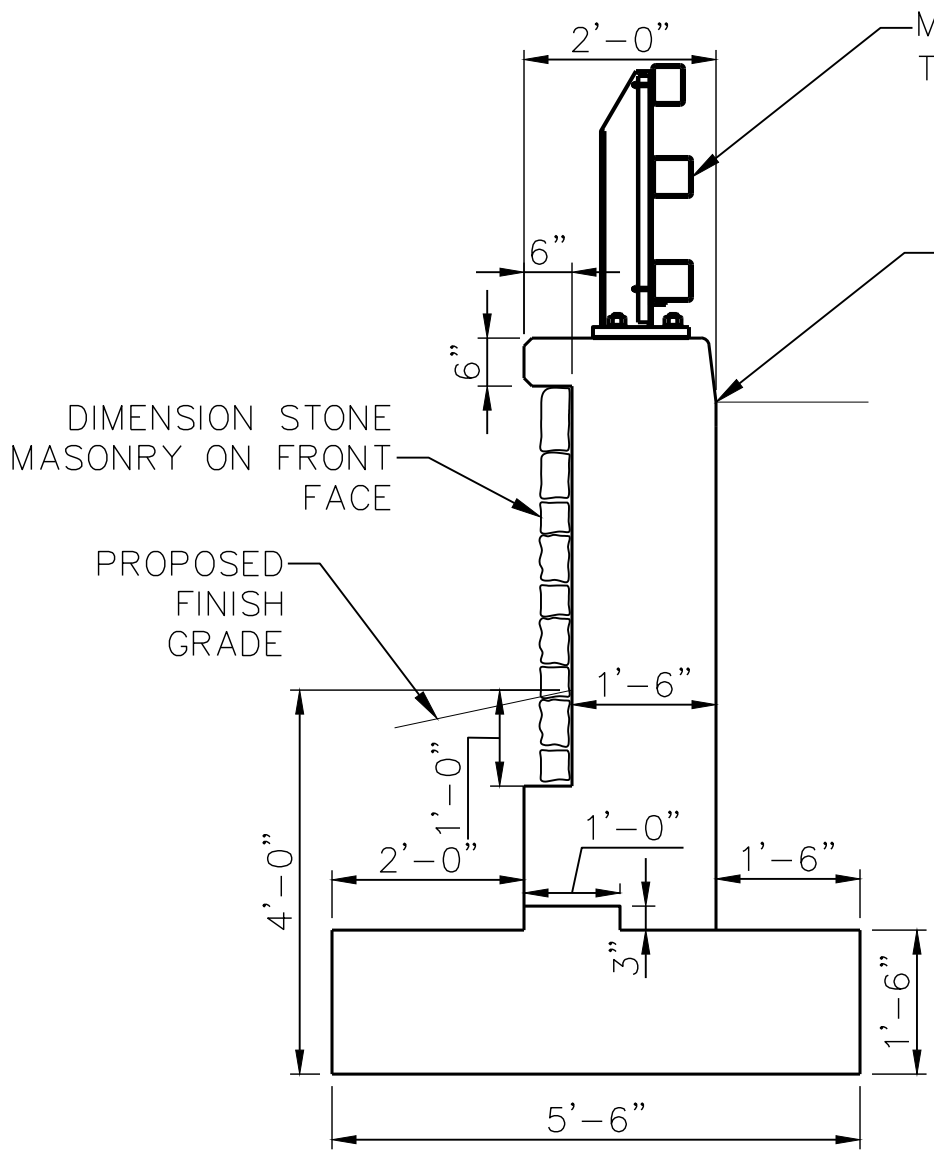 2'-0"
M
T
6"
6"
DIMENSION STONE
MASONRY ON FRONT
FACE
PROPOSED
FINISH
GRADE
1'-6"
1'-0"
1'-0"
4'-0"
2'-0"
1'-6"
3"
1'-6"
5'-6"